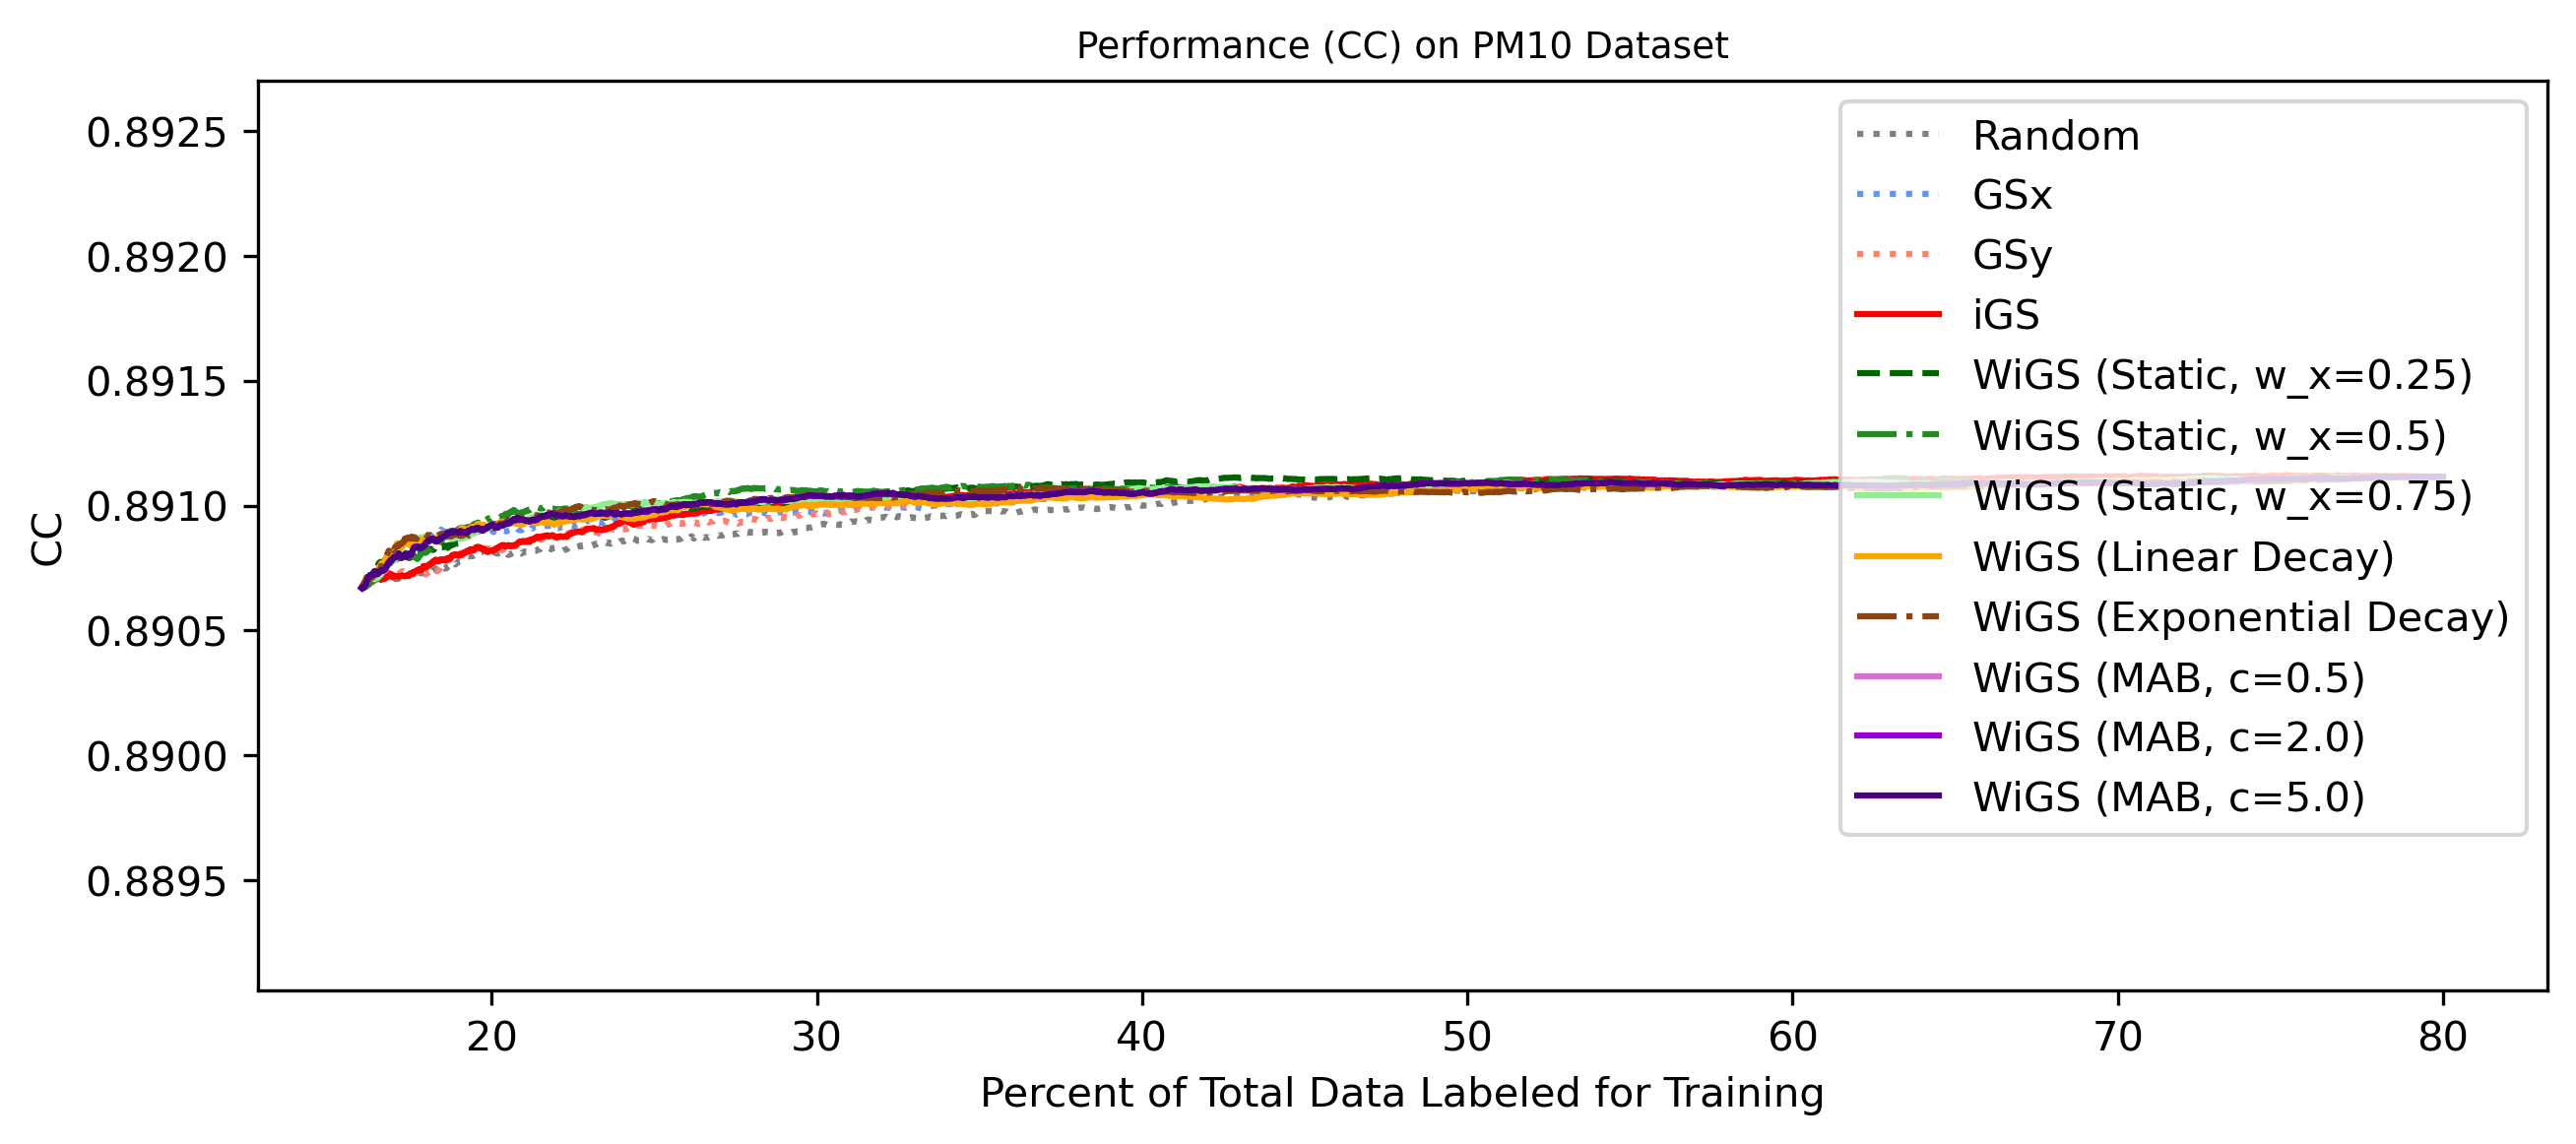 Performance (CC) on PM10 Dataset
0.8925
0.8920
0.8915
0.8910
0.8905
0.8900
0.8895
CC
20 30 40 50 60 70 80
Percent of Total Data Labeled for Training
Random
GSx
GSy
iGS
WiGS (Static, w_x=0.25)
WiGS (Static, w_x=0.5)
WiGS (Static, w_x=0.75)
WiGS (Linear Decay)
WiGS (Exponential Decay)
WiGS (MAB, c=0.5)
WiGS (MAB, c=2.0)
WiGS (MAB, c=5.0)